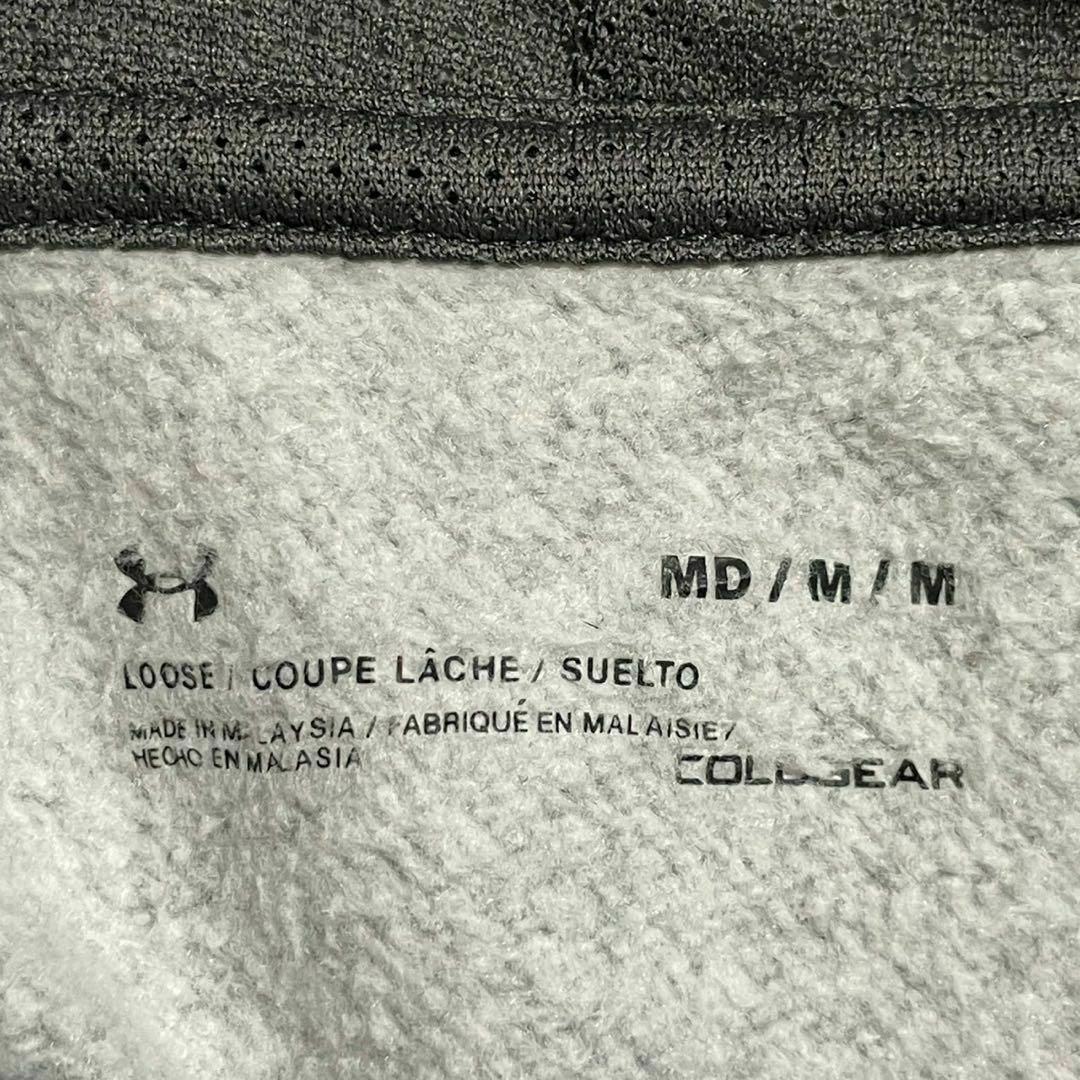 MD / M / M
LOOSE / COUPE LÂCHE / SUELTO
MADE IN MALAYSIA / FABRIQUÉ EN MALAISIE /
HECHO EN MALASIA
COLDGEAR